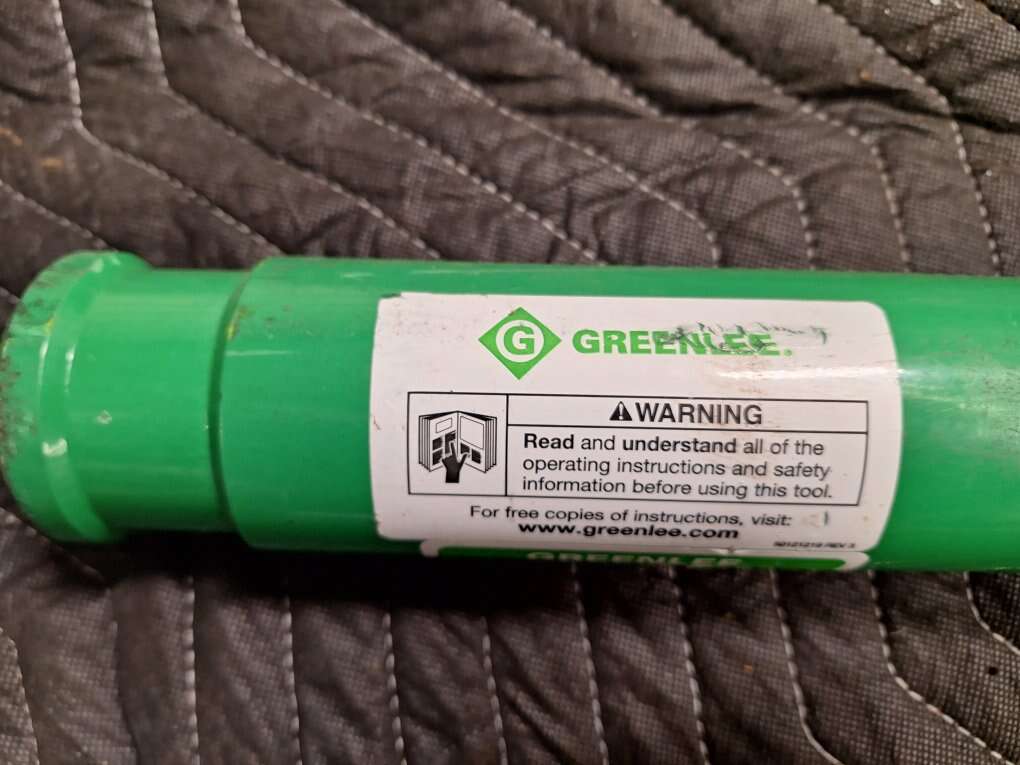 G GREENLEE.
WARNING
Read and understand all of the
operating instructions and safety
information before using this tool.
For free copies of instructions, visit:
www.greenlee.com
GREENLEE